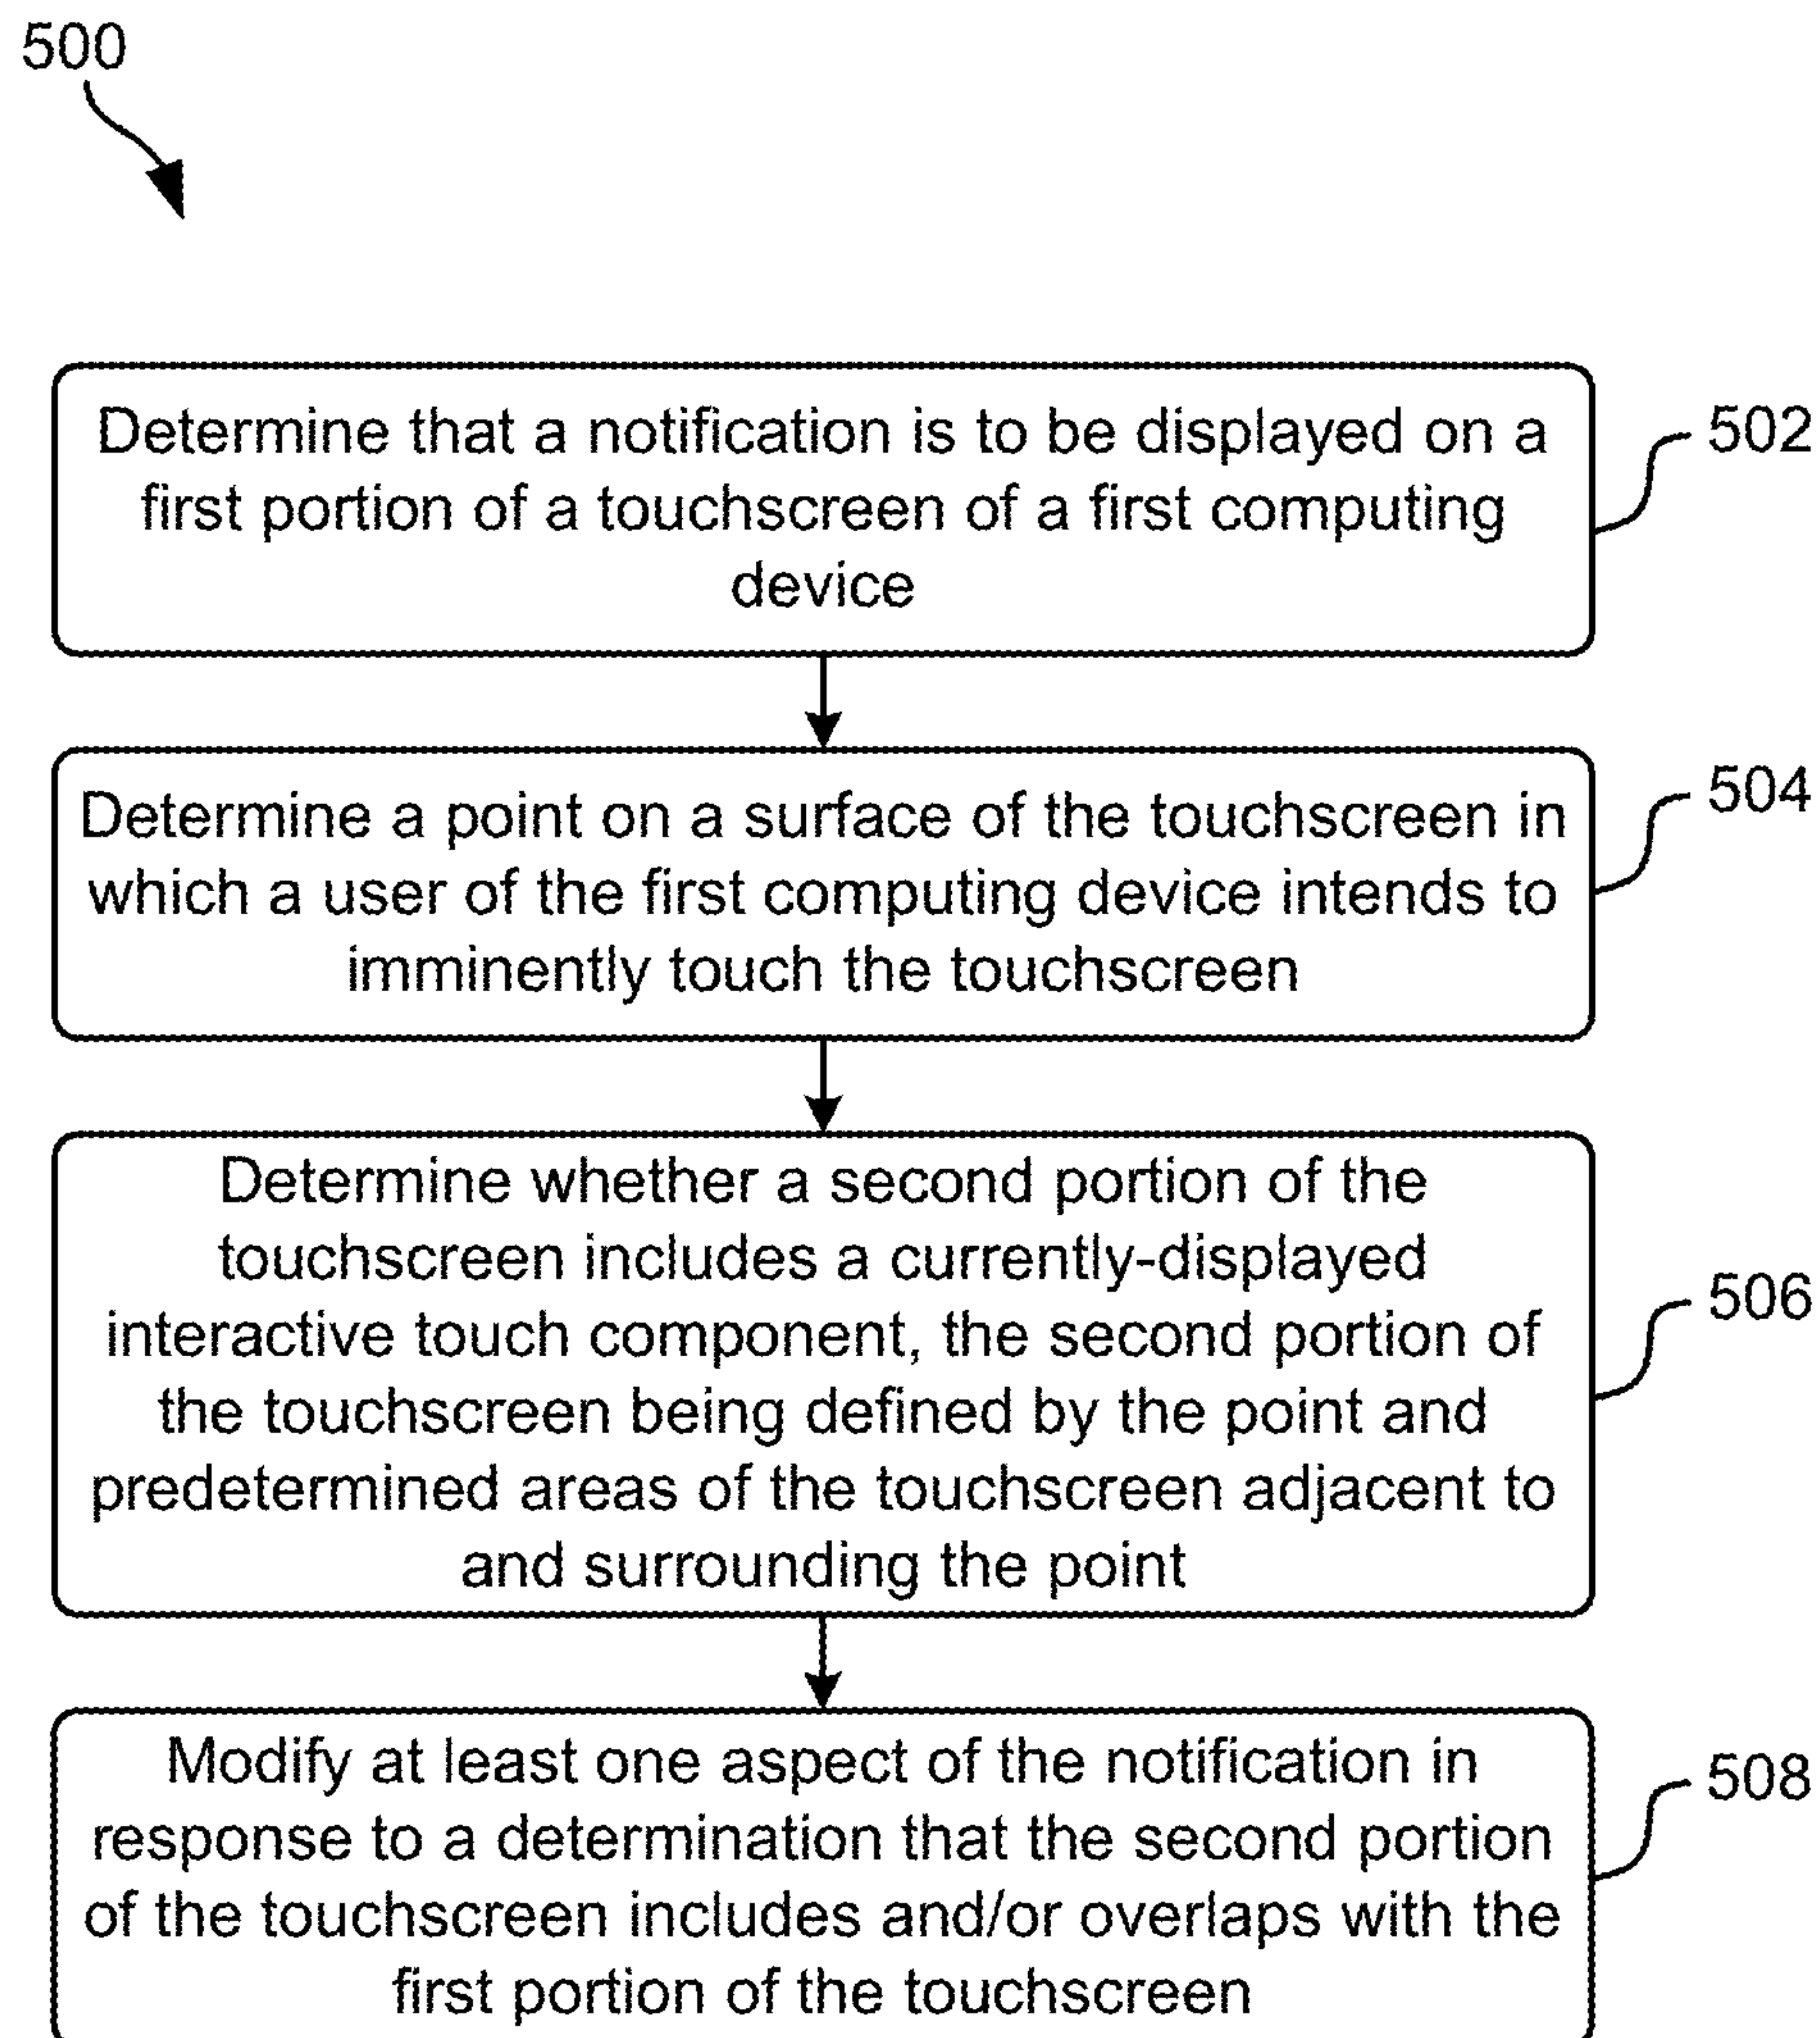 500
Determine that a notification is to be displayed on a
first portion of a touchscreen of a first computing
device
502
Determine a point on a surface of the touchscreen in
which a user of the first computing device intends to
imminently touch the touchscreen
504
Determine whether a second portion of the
touchscreen includes a currently-displayed
interactive touch component, the second portion of
the touchscreen being defined by the point and
predetermined areas of the touchscreen adjacent to
and surrounding the point
506
Modify at least one aspect of the notification in
response to a determination that the second portion
of the touchscreen includes and/or overlaps with the
first portion of the touchscreen
508